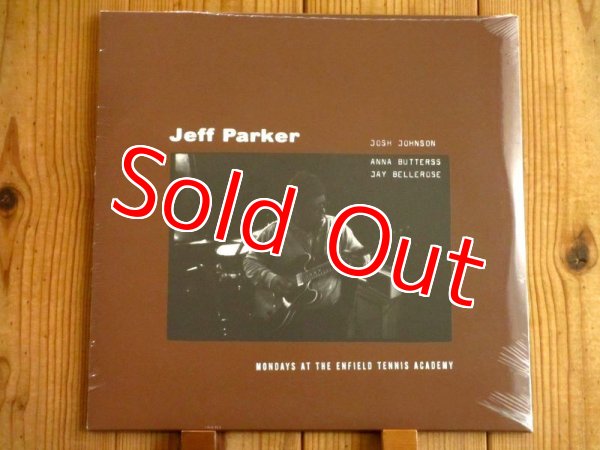 Jeff Parker
JOSH JOHNSON
ANNA BUTTERSS
JAY BELLEROSE
Sold Out
MONDAYS AT THE ENFIELD TENNIS ACADEMY